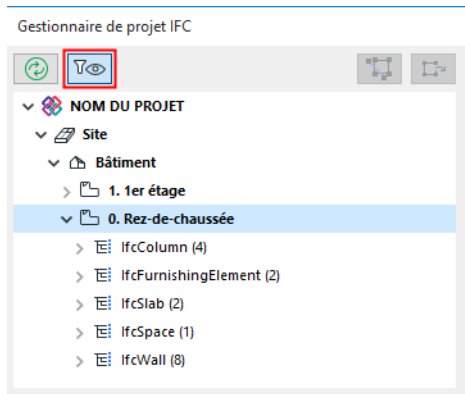 Gestionnaire de projet IFC
NOM DU PROJET
Site
Bâtiment
1. 1er étage
0. Rez-de-chaussée
IfcColumn (4)
IfcFurnishingElement (2)
IfcSlab (2)
IfcSpace (1)
IfcWall (8)